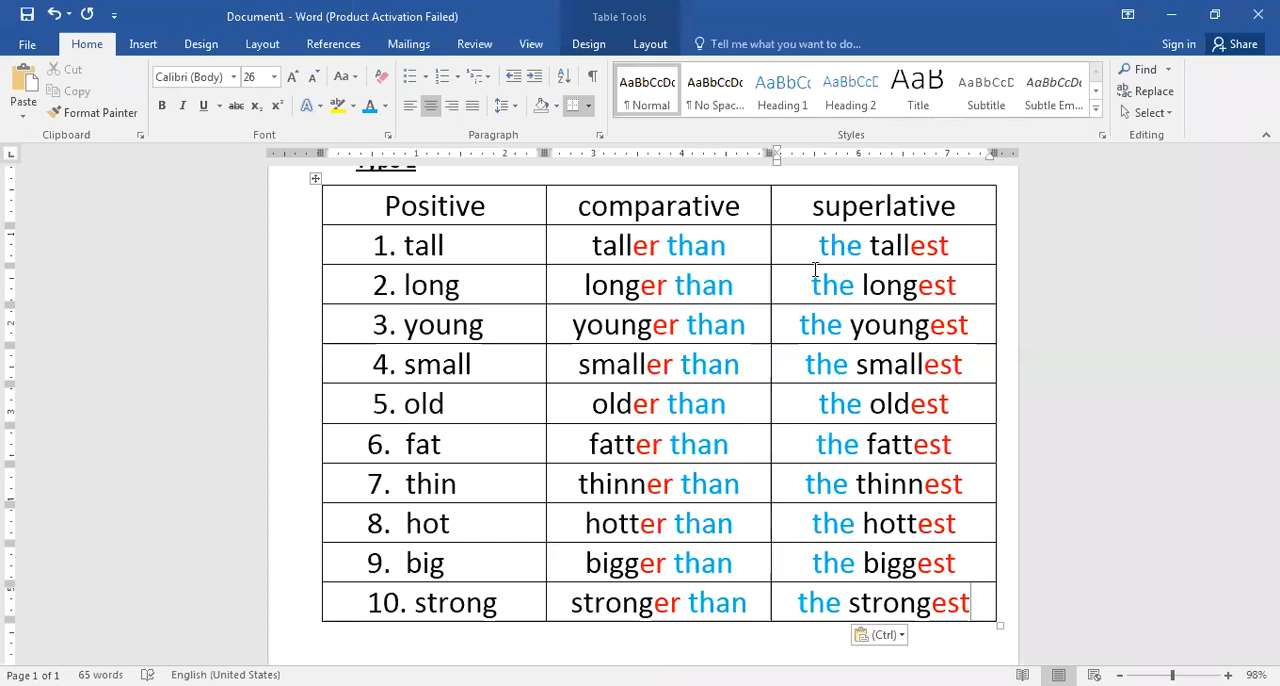 Document1 - Word (Product Activation Failed)
Table Tools
File Home Insert Design Layout References Mailings Review View Design Layout Tell me what you want to do... Sign in Share
Paste
Cut
Copy
Format Painter
Calibri (Body) 26
AaBbCcDc AaBbCcDc AaBbCc AaBbCcD AaB AaBbCcD AaBbCcDc
¶ Normal ¶ No Spac... Heading 1 Heading 2 Title Subtitle Subtle Em...
Find
Replace
Select
Clipboard Font Paragraph Styles Editing
1 2 3 4 6 7
Positive comparative superlative
1. tall taller than the tallest
2. long longer than the longest
3. young younger than the youngest
4. small smaller than the smallest
5. old older than the oldest
6. fat fatter than the fattest
7. thin thinner than the thinnest
8. hot hotter than the hottest
9. big bigger than the biggest
10. strong stronger than the strongest
(Ctrl)
Page 1 of 1 65 words English (United States) 98%